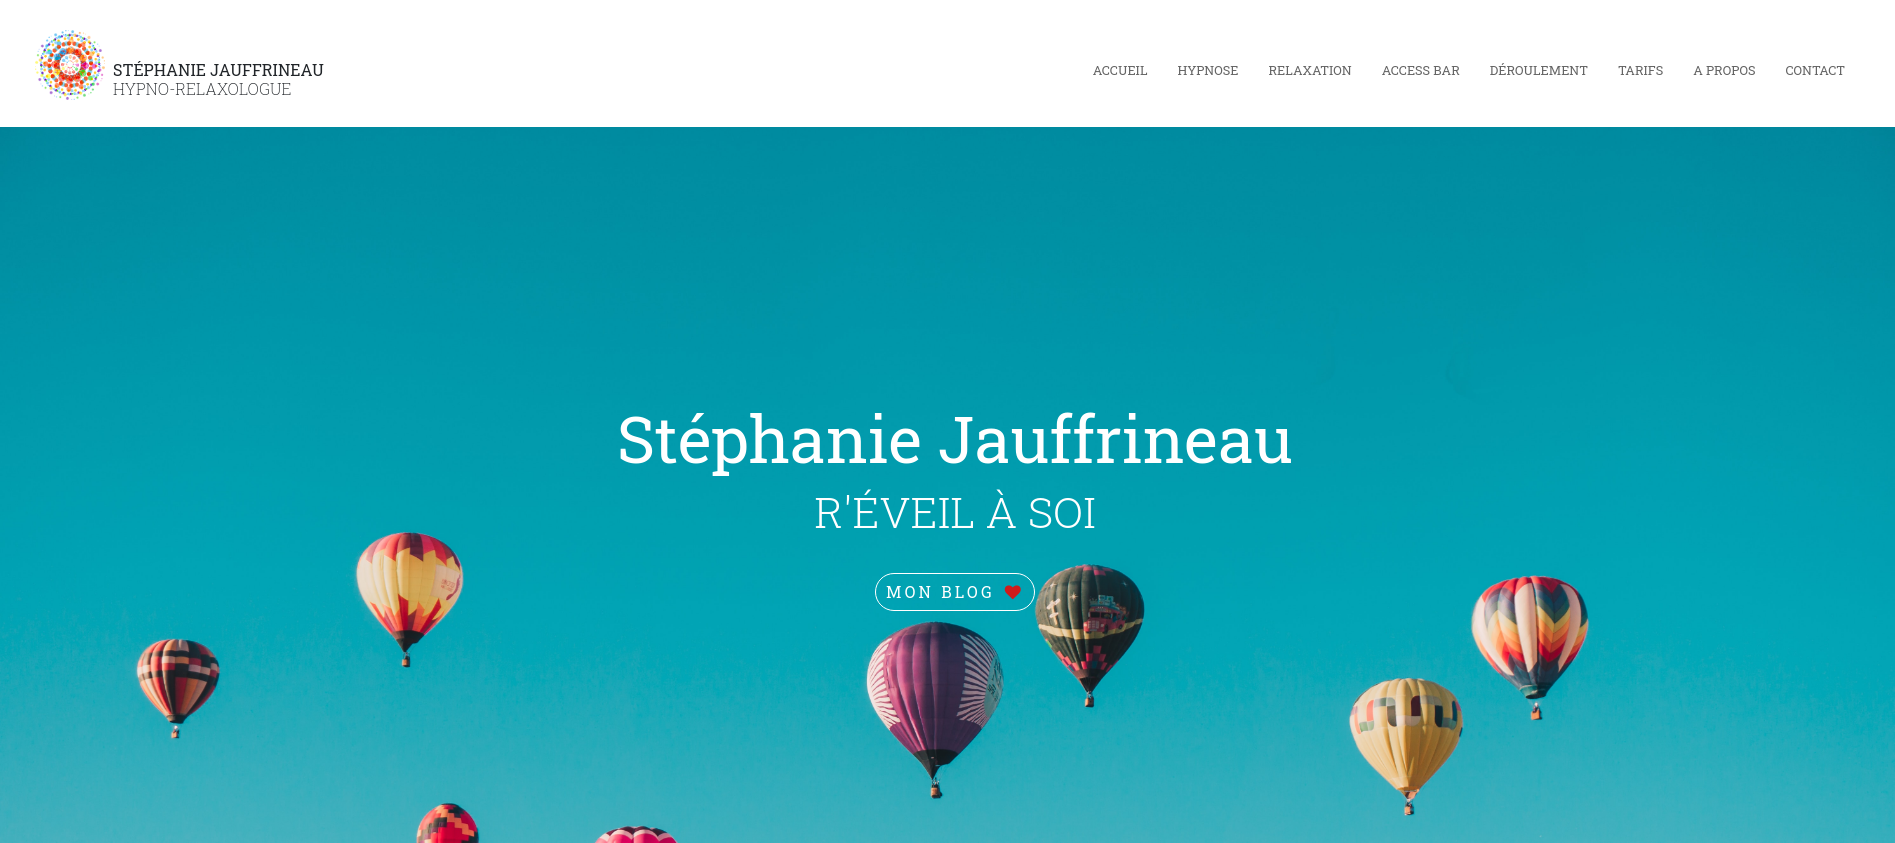 STÉPHANIE JAUFFRINEAU
HYPNO-RELAXOLOGUE
ACCUEIL HYPNOSE RELAXATION ACCESS BAR DÉROULEMENT TARIFS A PROPOS CONTACT
Stéphanie Jauffrineau
R'ÉVEIL À SOI
MON BLOG